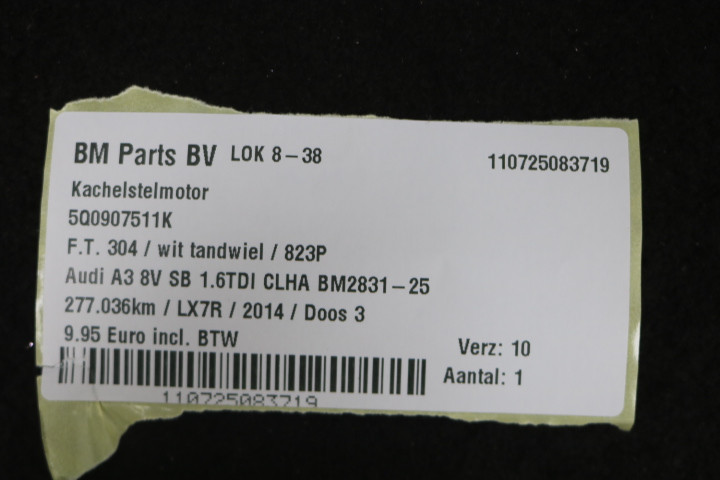 BM Parts BV LOK 8-38 110725083719
Kachelstelmotor
5Q0907511K
F.T. 304 / wit tandwiel / 823P
Audi A3 8V SB 1.6TDI CLHA BM2831-25
277.036km / LX7R / 2014 / Doos 3
9.95 Euro incl. BTW
Verz: 10
Aantal: 1
110725083719